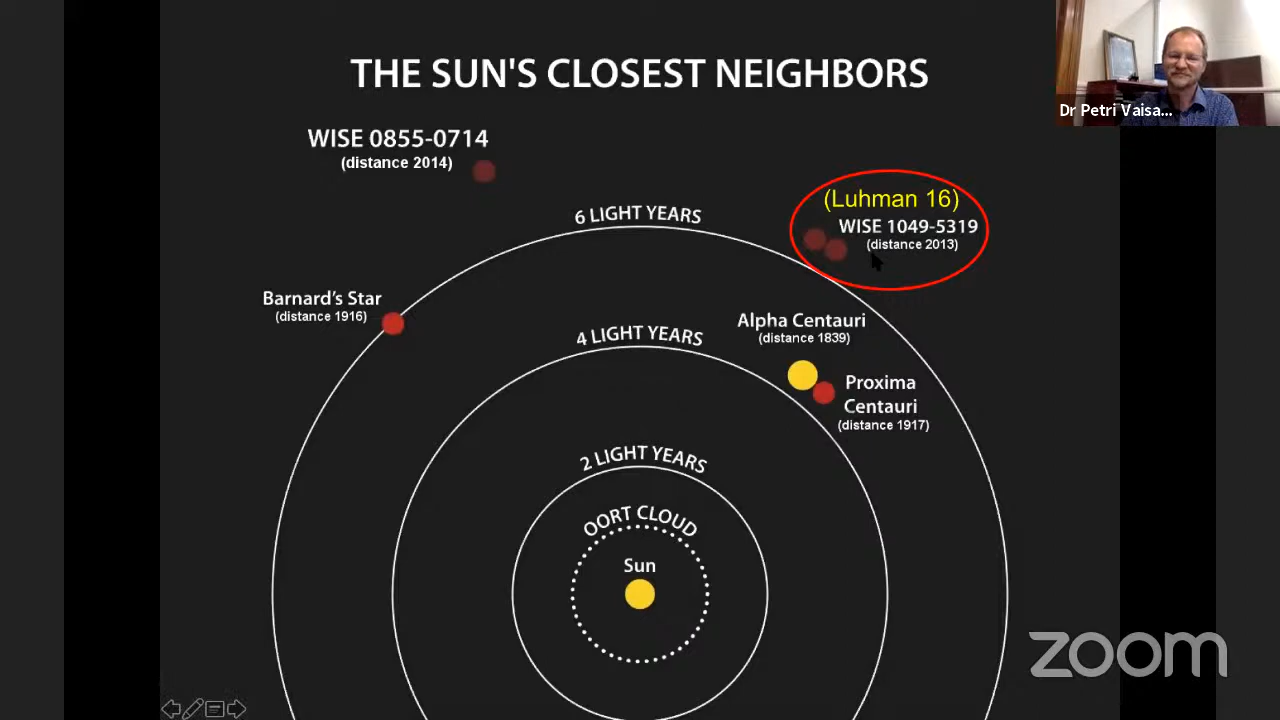 THE SUN'S CLOSEST NEIGHBORS
Dr Petri Vaisa...
WISE 0855-0714
(distance 2014)
(Luhman 16)
WISE 1049-5319
(distance 2013)
6 LIGHT YEARS
Barnard's Star
(distance 1916)
Alpha Centauri
(distance 1839)
4 LIGHT YEARS
Proxima
Centauri
(distance 1917)
2 LIGHT YEARS
OORT CLOUD
Sun
zoom